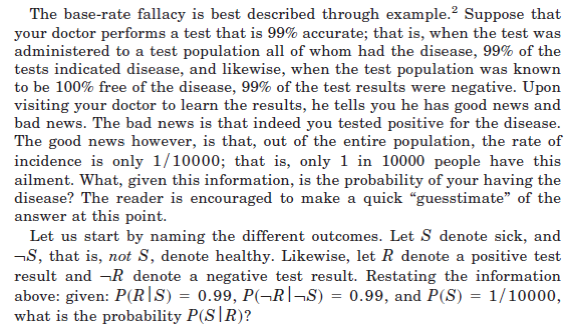 The base-rate fallacy is best described through example.² Suppose that
your doctor performs a test that is 99% accurate; that is, when the test was
administered to a test population all of whom had the disease, 99% of the
tests indicated disease, and likewise, when the test population was known
to be 100% free of the disease, 99% of the test results were negative. Upon
visiting your doctor to learn the results, he tells you he has good news and
bad news. The bad news is that indeed you tested positive for the disease.
The good news however, is that, out of the entire population, the rate of
incidence is only 1/10000; that is, only 1 in 10000 people have this
ailment. What, given this information, is the probability of your having the
disease? The reader is encouraged to make a quick “guesstimate” of the
answer at this point.
Let us start by naming the different outcomes. Let S denote sick, and
¬S, that is, not S, denote healthy. Likewise, let R denote a positive test
result and ¬R denote a negative test result. Restating the information
above: given: P(R|S) = 0.99, P(¬R|¬S) = 0.99, and P(S) = 1/10000,
what is the probability P(S|R)?